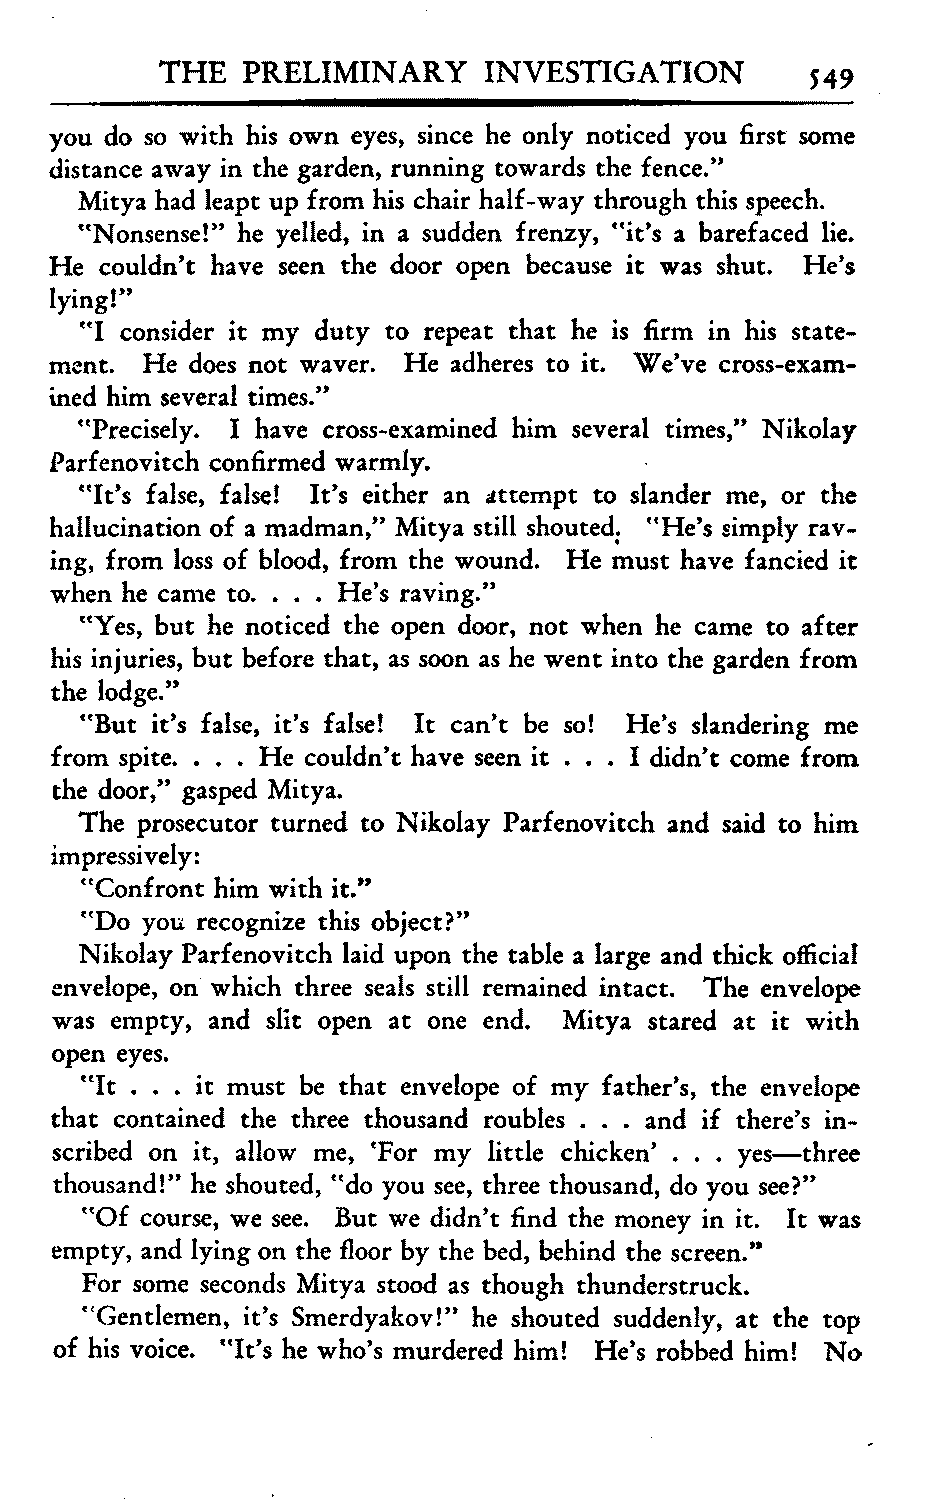 THE PRELIMINARY INVESTIGATION 549
you do so with his own eyes, since he only noticed you first some
distance away in the garden, running towards the fence."
Mitya had leapt up from his chair half-way through this speech.
"Nonsense!" he yelled, in a sudden frenzy, "it's a barefaced lie.
He couldn't have seen the door open because it was shut. He's
lying!"
"I consider it my duty to repeat that he is firm in his state-
ment. He does not waver. He adheres to it. We've cross-exam-
ined him several times."
"Precisely. I have cross-examined him several times," Nikolay
Parfenovitch confirmed warmly.
"It's false, false! It's either an attempt to slander me, or the
hallucination of a madman," Mitya still shouted. "He's simply rav-
ing, from loss of blood, from the wound. He must have fancied it
when he came to. . . . He's raving."
"Yes, but he noticed the open door, not when he came to after
his injuries, but before that, as soon as he went into the garden from
the lodge."
"But it's false, it's false! It can't be so! He's slandering me
from spite. . . . He couldn't have seen it . . . I didn't come from
the door," gasped Mitya.
The prosecutor turned to Nikolay Parfenovitch and said to him
impressively:
"Confront him with it."
"Do you recognize this object?"
Nikolay Parfenovitch laid upon the table a large and thick official
envelope, on which three seals still remained intact. The envelope
was empty, and slit open at one end. Mitya stared at it with
open eyes.
"It . . . it must be that envelope of my father's, the envelope
that contained the three thousand roubles . . . and if there's in-
scribed on it, allow me, 'For my little chicken' . . . yes—three
thousand!" he shouted, "do you see, three thousand, do you see?"
"Of course, we see. But we didn't find the money in it. It was
empty, and lying on the floor by the bed, behind the screen."
For some seconds Mitya stood as though thunderstruck.
"Gentlemen, it's Smerdyakov!" he shouted suddenly, at the top
of his voice. "It's he who's murdered him! He's robbed him! No